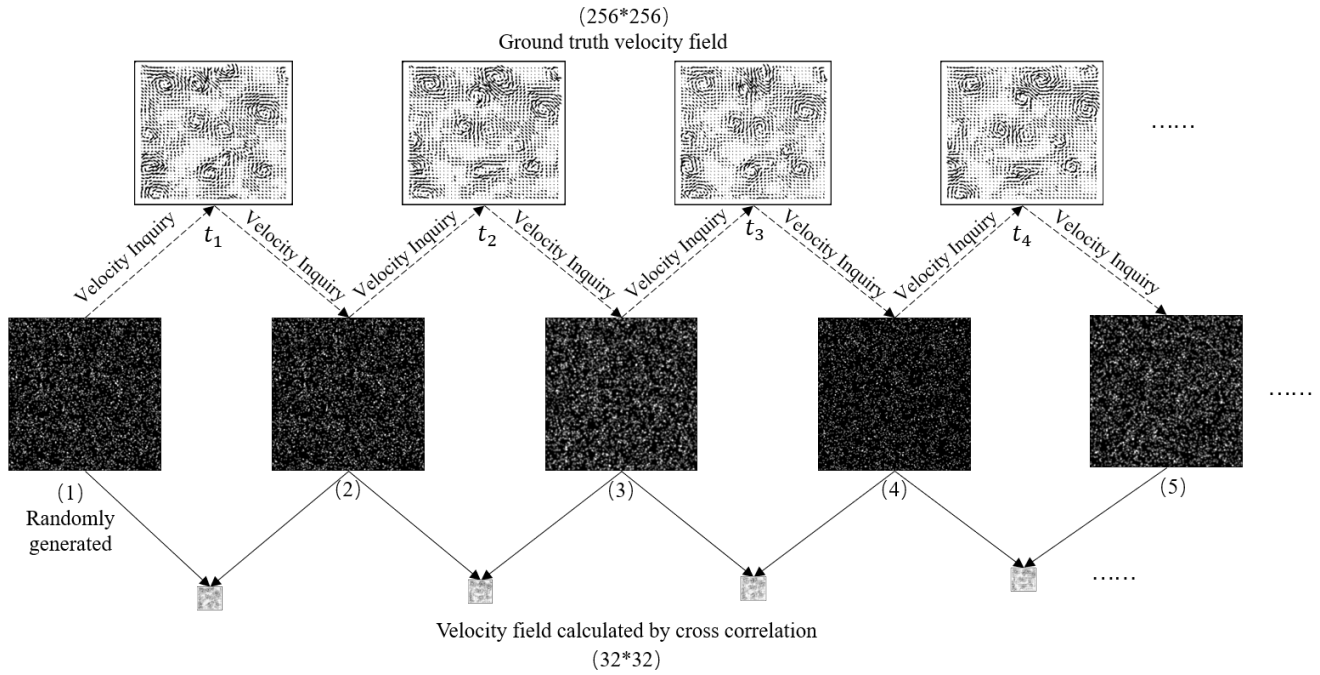 (256*256)
Ground truth velocity field
……
Velocity Inquiry
t₁
Velocity Inquiry
Velocity Inquiry
t₂
Velocity Inquiry
Velocity Inquiry
t₃
Velocity Inquiry
Velocity Inquiry
t₄
Velocity Inquiry
……
(1)
Randomly
generated
(2)
(3)
(4)
(5)
……
Velocity field calculated by cross correlation
(32*32)